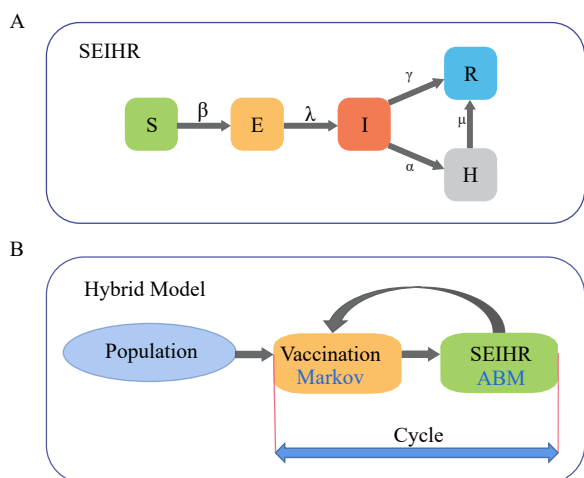 A
SEIHR
S
β
E
λ
I
γ
R
α
μ
H
B
Hybrid Model
Population
Vaccination
Markov
SEIHR
ABM
Cycle